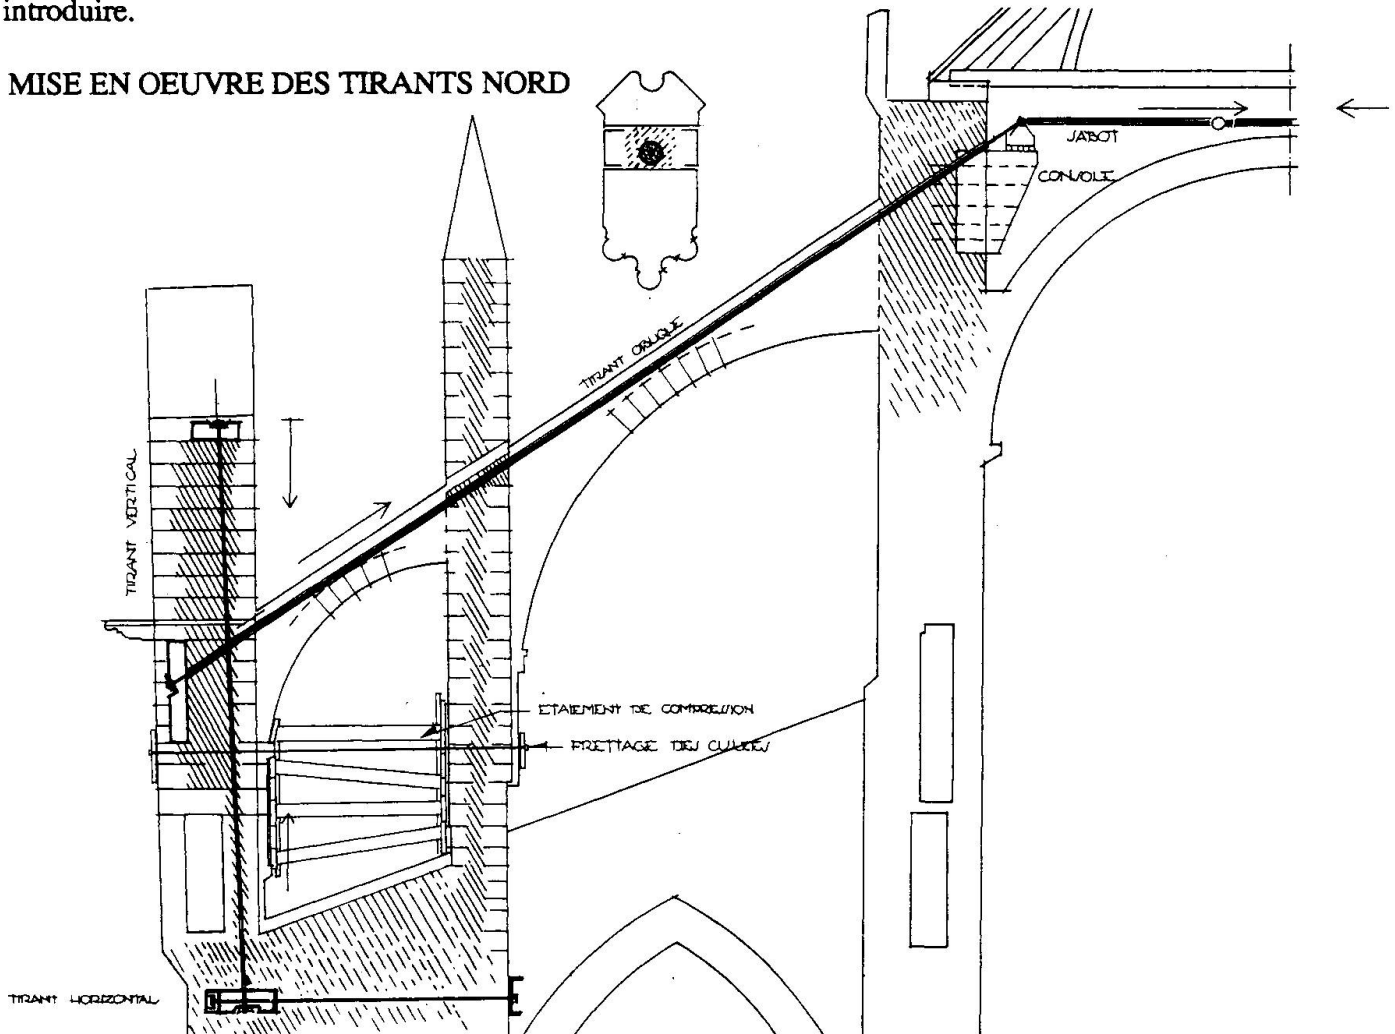 introduire.
MISE EN OEUVRE DES TIRANTS NORD
JABOT
CONSOLE
TIRANT OBLIQUE
TIRANT VERTICAL
ETAIEMENT DE COMPRESSION
FRETTAGE DES CULEES
TIRANT HORIZONTAL